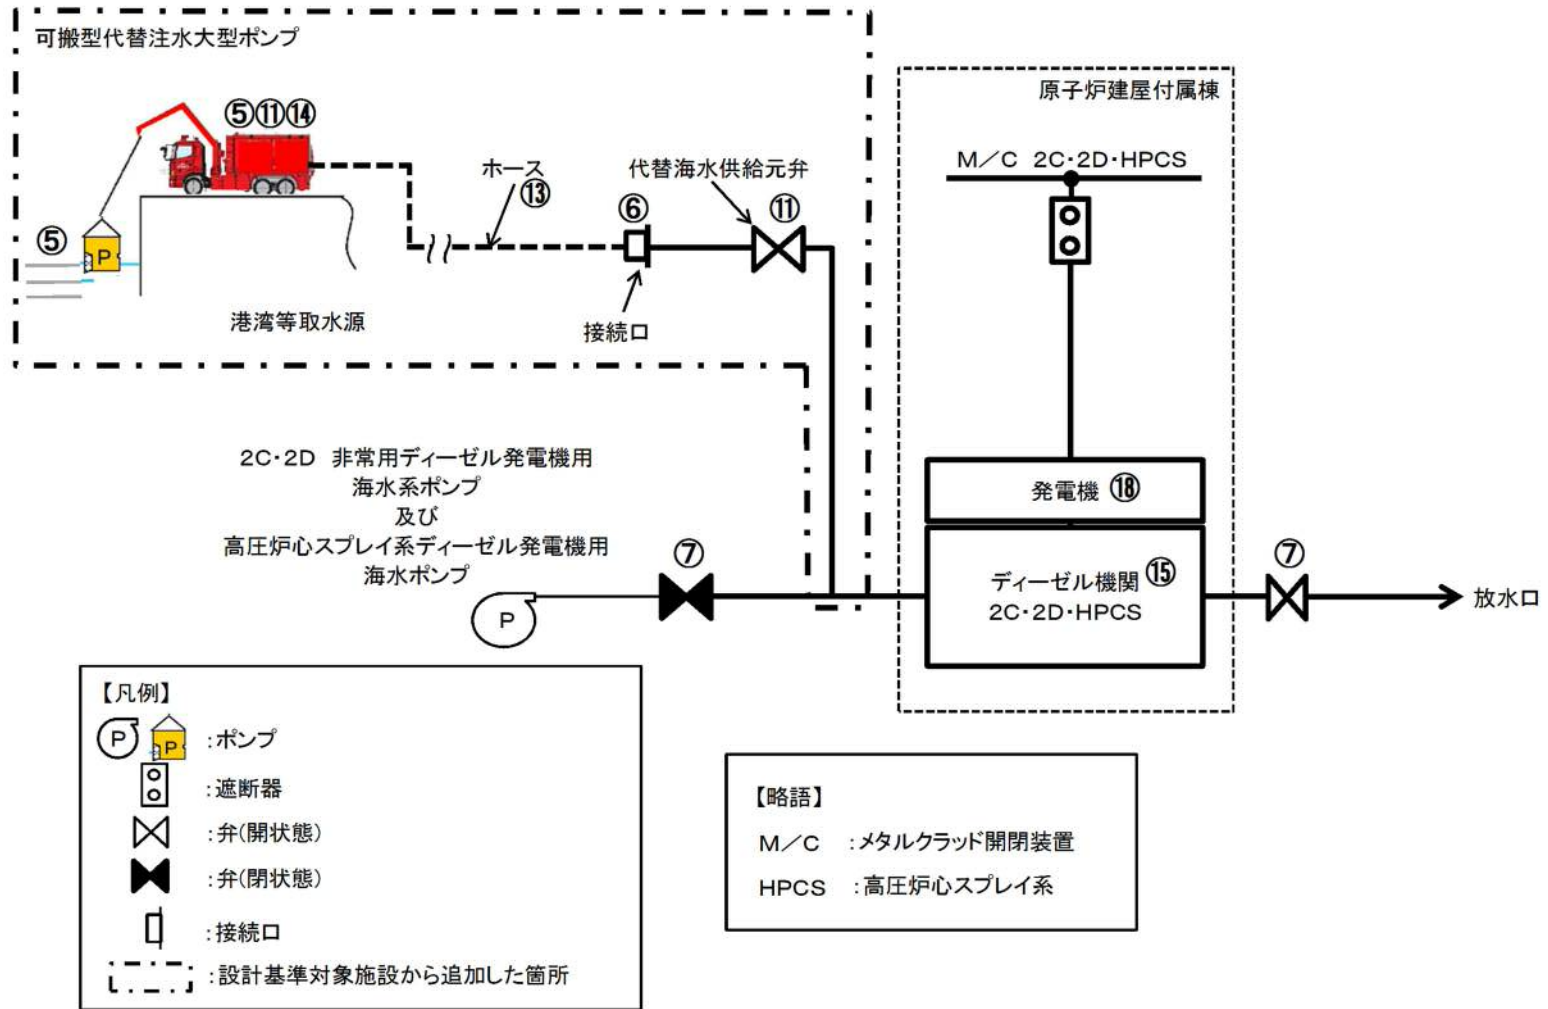 可搬型代替注水大型ポンプ
原子炉建屋付属棟
⑤⑪⑭
M/C 2C・2D・HPCS
ホース
⑬
代替海水供給元弁
⑥
⑪
⑤
P
港湾等取水源
接続口
2C・2D 非常用ディーゼル発電機用
海水系ポンプ
及び
高圧炉心スプレイ系ディーゼル発電機用
海水ポンプ
⑦
P
発電機 ⑱
ディーゼル機関 ⑮
2C・2D・HPCS
⑦
放水口
【凡例】
P P :ポンプ
:遮断器
:弁(開状態)
:弁(閉状態)
:接続口
:設計基準対象施設から追加した箇所
【略語】
M/C :メタルクラッド開閉装置
HPCS :高圧炉心スプレイ系